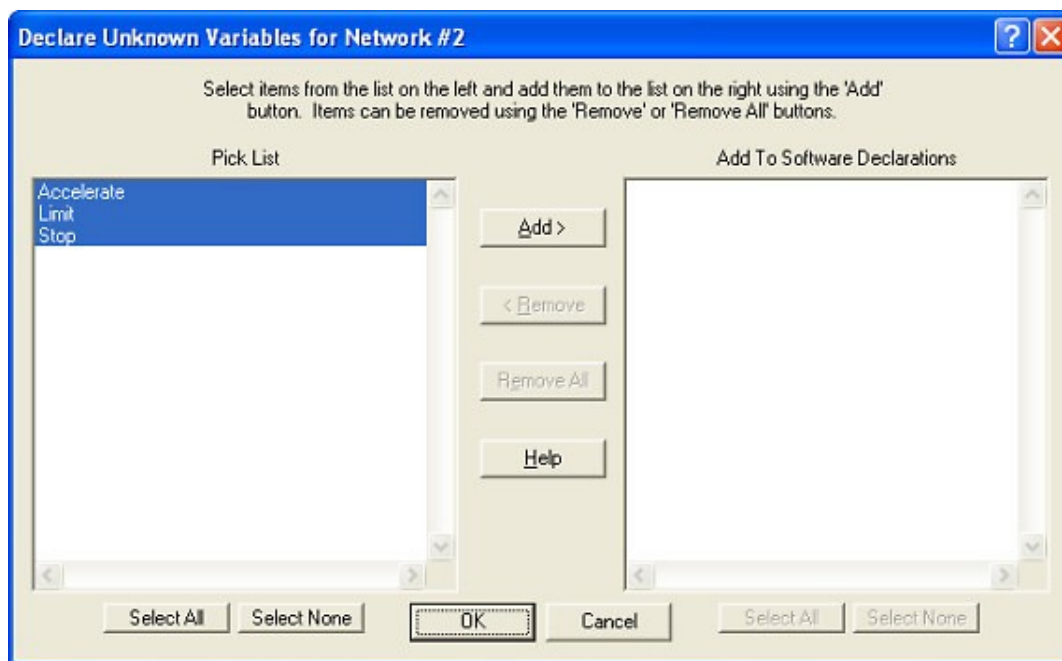 Declare Unknown Variables for Network #2
Select items from the list on the left and add them to the list on the right using the 'Add'
button. Items can be removed using the 'Remove' or 'Remove All' buttons.
Pick List
Add To Software Declarations
Accelerate
Limit
Stop
Add >
< Remove
Remove All
Help
Select All
Select None
OK
Cancel
Select All
Select None